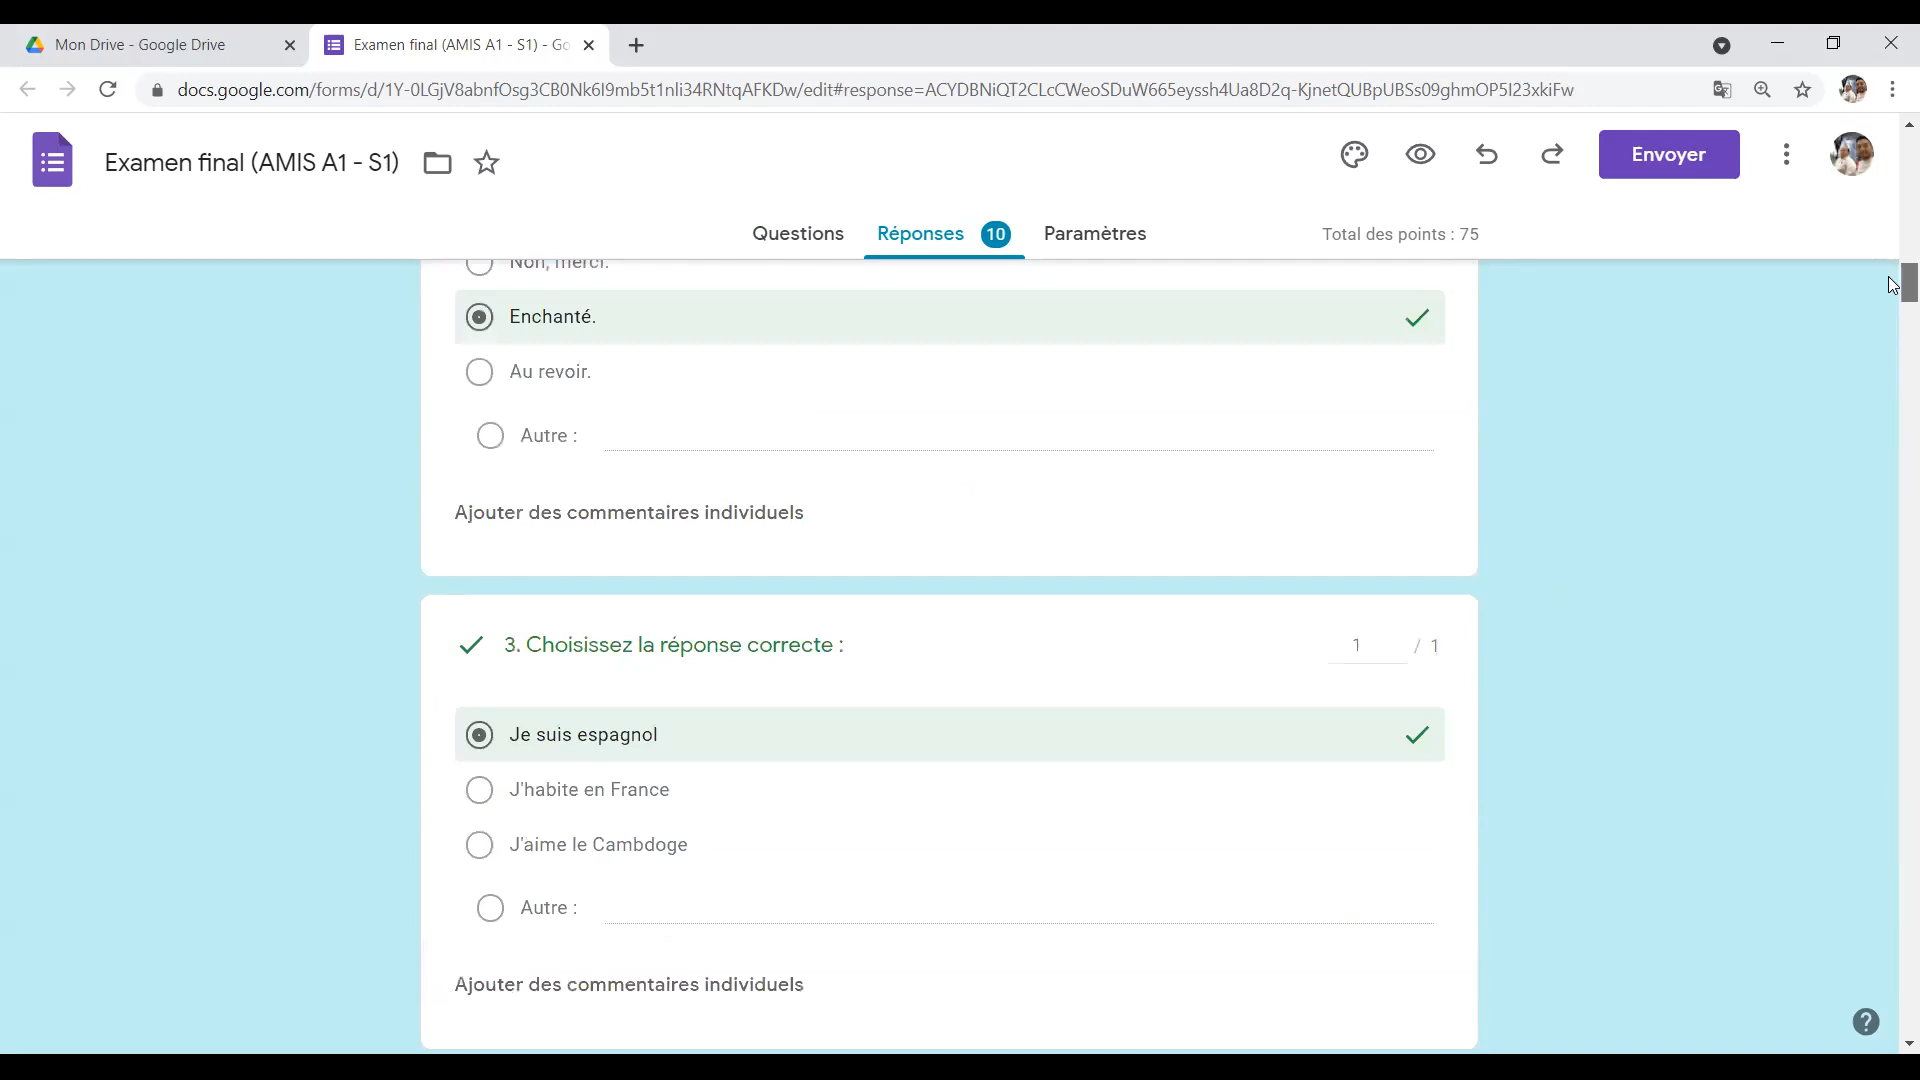 Mon Drive - Google Drive
Examen final (AMIS A1 - S1) - Go
docs.google.com/forms/d/1Y-0LGjV8abnfOsg3CB0Nk6I9mb5t1nli34RNtqAFKDw/edit#response=ACYDBNiQT2CLcCWeoSDuW665eyssh4Ua8D2q-KjnetQUBpUBSs09ghmOP5I23xkiFw
Examen final (AMIS A1 - S1)
Envoyer
Questions
Réponses 10
Paramètres
Total des points : 75
Non, merci.
Enchanté.
Au revoir.
Autre :
Ajouter des commentaires individuels
3. Choisissez la réponse correcte :
1 / 1
Je suis espagnol
J'habite en France
J'aime le Cambdoge
Autre :
Ajouter des commentaires individuels